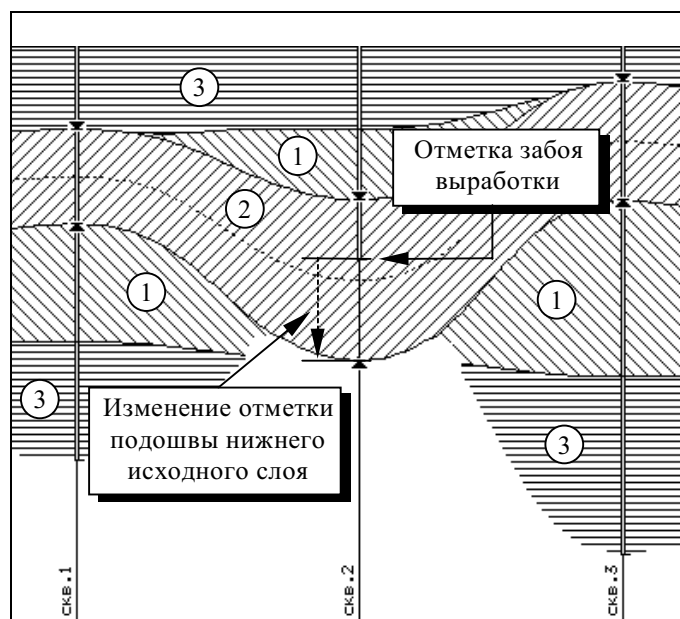 3
1
Отметка забоя
выработки
2
1
1
Изменение отметки
подошвы нижнего
исходного слоя
3
3
скв.1
скв.2
скв.3